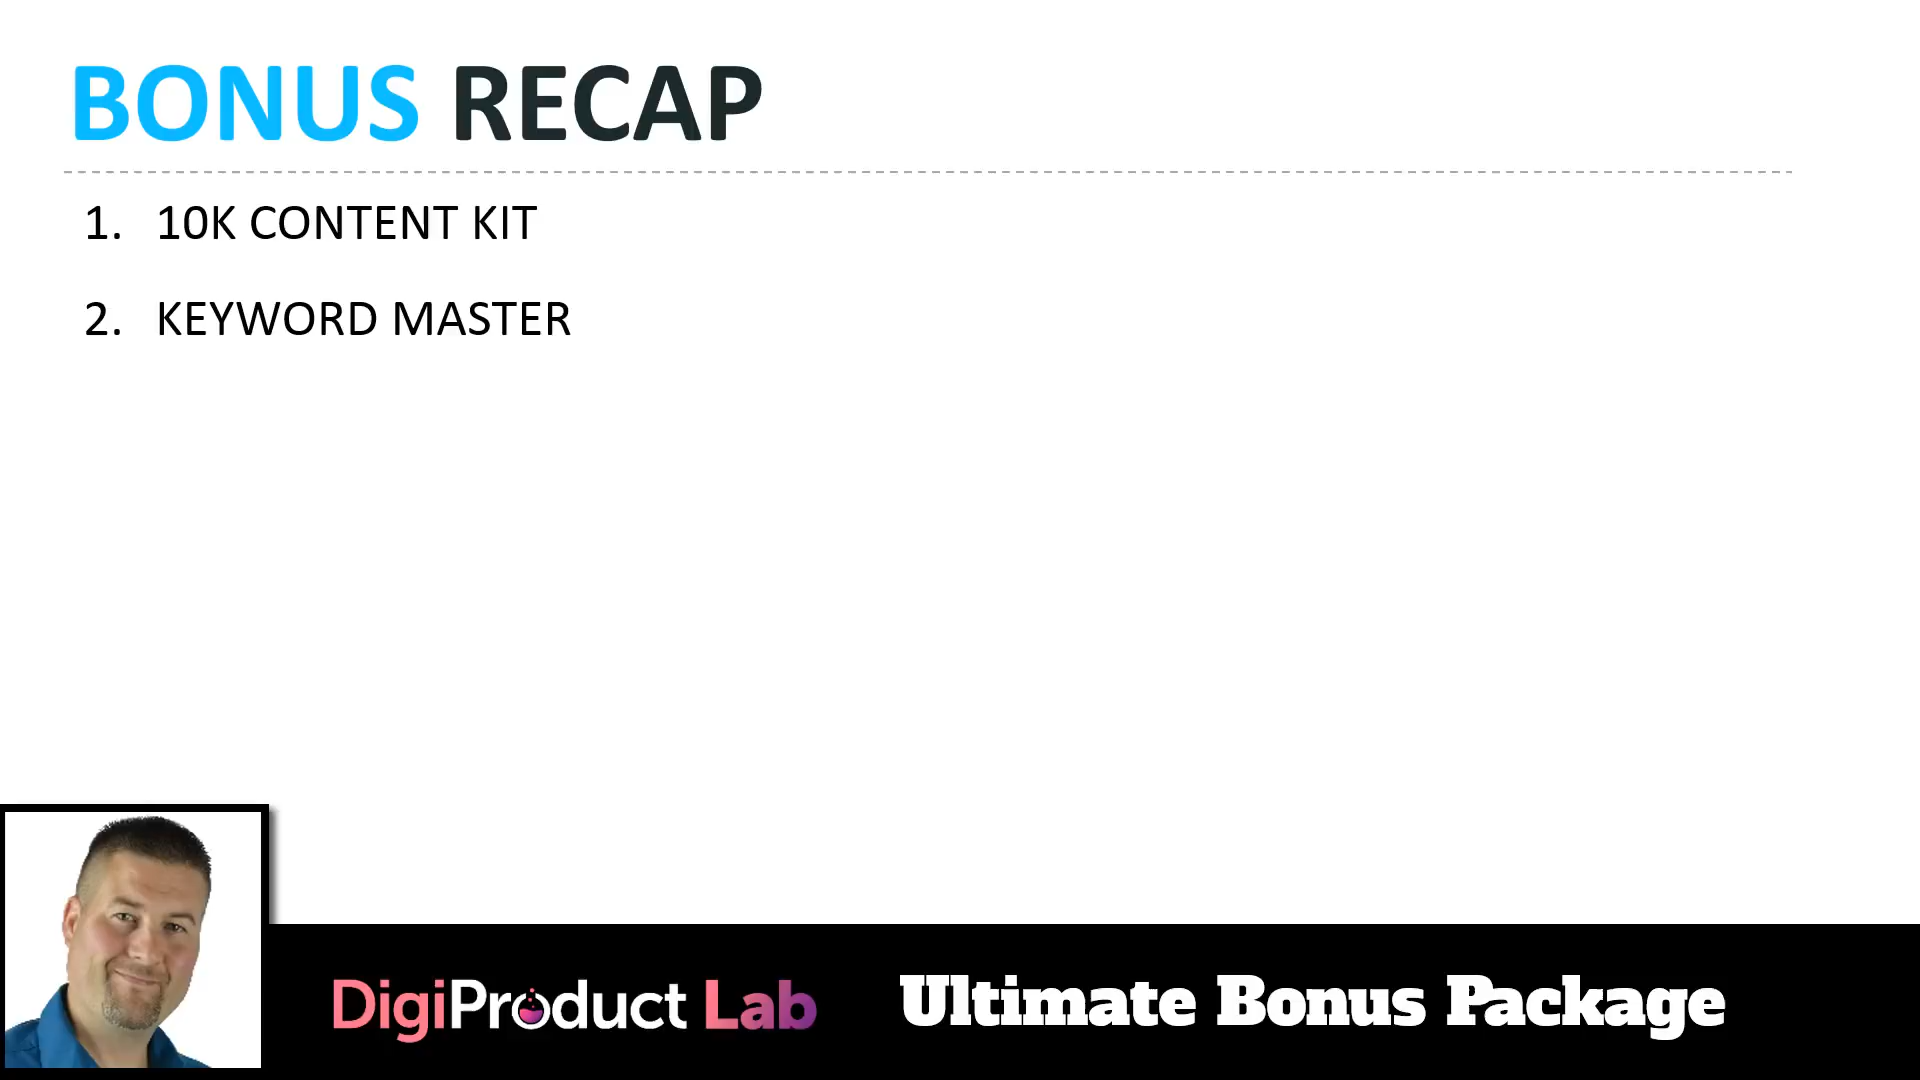 BONUS RECAP
1. 10K CONTENT KIT
2. KEYWORD MASTER
DigiProduct Lab
Ultimate Bonus Package